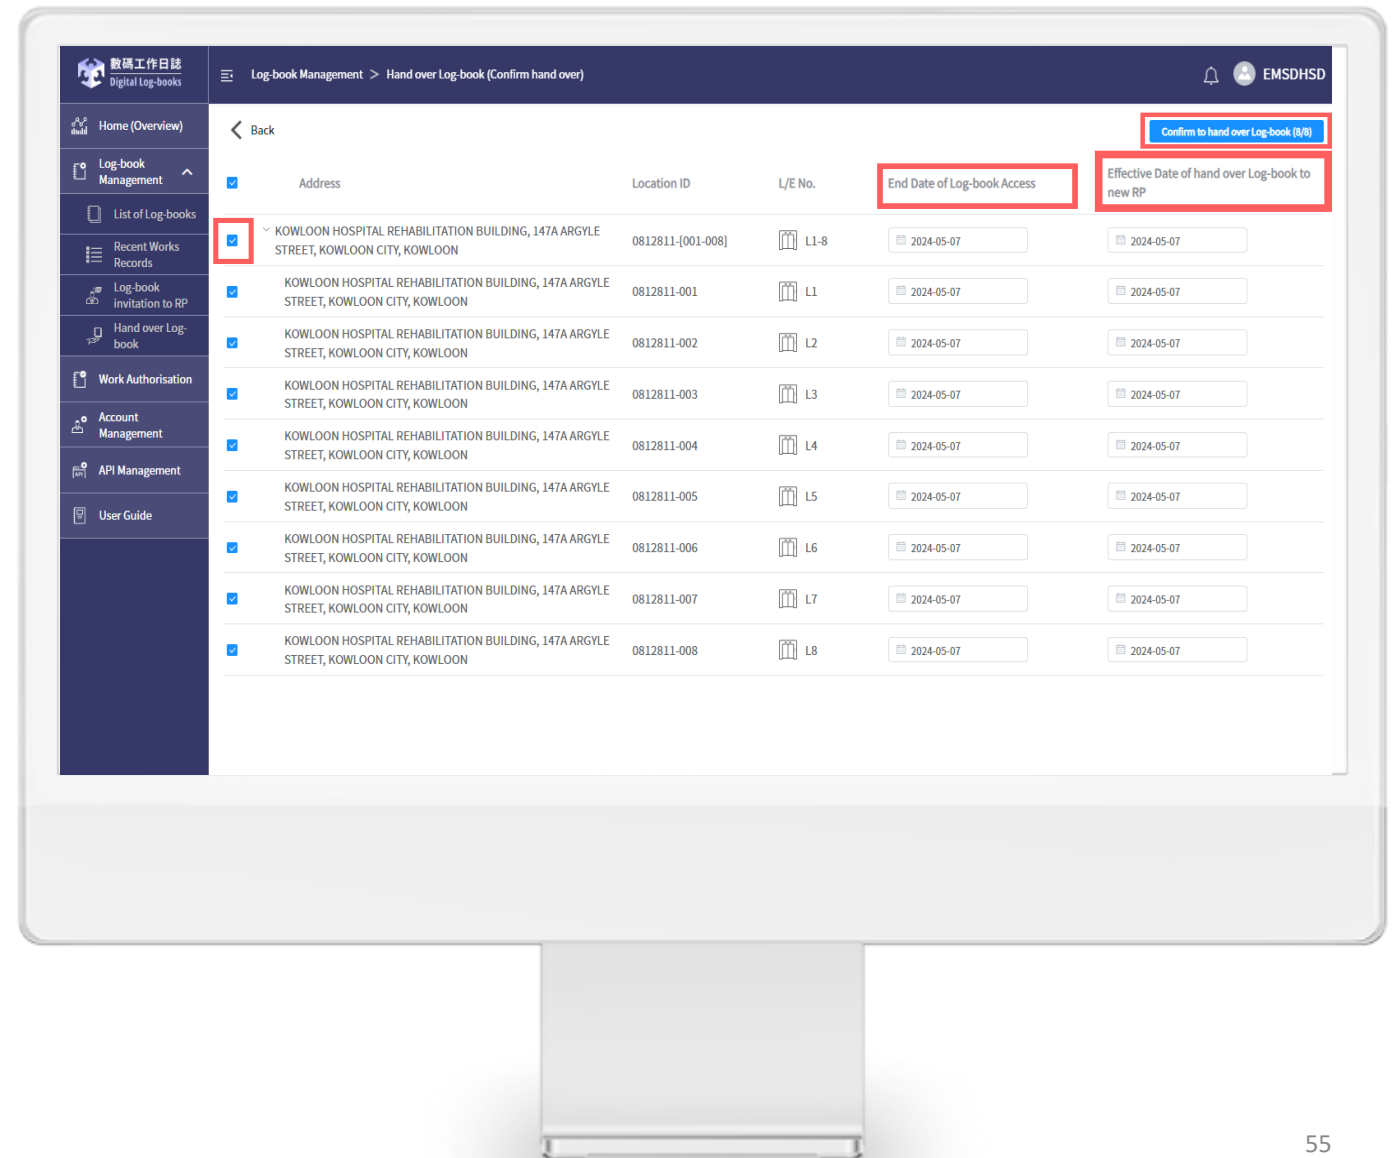 數碼工作日誌
Digital Log-books
Log-book Management > Hand over Log-book (Confirm hand over)
EMSDHSD
Home (Overview)
Log-book
Management
List of Log-books
Recent Works
Records
Log-book
invitation to RP
Hand over Log-
book
Work Authorisation
Account
Management
API Management
User Guide
Back
Confirm to hand over Log-book (8/8)
Address
Location ID
L/E No.
End Date of Log-book Access
Effective Date of hand over Log-book to
new RP
KOWLOON HOSPITAL REHABILITATION BUILDING, 147A ARGYLE
STREET, KOWLOON CITY, KOWLOON
0812811-[001-008]
L1-8
2024-05-07
2024-05-07
KOWLOON HOSPITAL REHABILITATION BUILDING, 147A ARGYLE
STREET, KOWLOON CITY, KOWLOON
0812811-001
L1
2024-05-07
2024-05-07
KOWLOON HOSPITAL REHABILITATION BUILDING, 147A ARGYLE
STREET, KOWLOON CITY, KOWLOON
0812811-002
L2
2024-05-07
2024-05-07
KOWLOON HOSPITAL REHABILITATION BUILDING, 147A ARGYLE
STREET, KOWLOON CITY, KOWLOON
0812811-003
L3
2024-05-07
2024-05-07
KOWLOON HOSPITAL REHABILITATION BUILDING, 147A ARGYLE
STREET, KOWLOON CITY, KOWLOON
0812811-004
L4
2024-05-07
2024-05-07
KOWLOON HOSPITAL REHABILITATION BUILDING, 147A ARGYLE
STREET, KOWLOON CITY, KOWLOON
0812811-005
L5
2024-05-07
2024-05-07
KOWLOON HOSPITAL REHABILITATION BUILDING, 147A ARGYLE
STREET, KOWLOON CITY, KOWLOON
0812811-006
L6
2024-05-07
2024-05-07
KOWLOON HOSPITAL REHABILITATION BUILDING, 147A ARGYLE
STREET, KOWLOON CITY, KOWLOON
0812811-007
L7
2024-05-07
2024-05-07
KOWLOON HOSPITAL REHABILITATION BUILDING, 147A ARGYLE
STREET, KOWLOON CITY, KOWLOON
0812811-008
L8
2024-05-07
2024-05-07
55